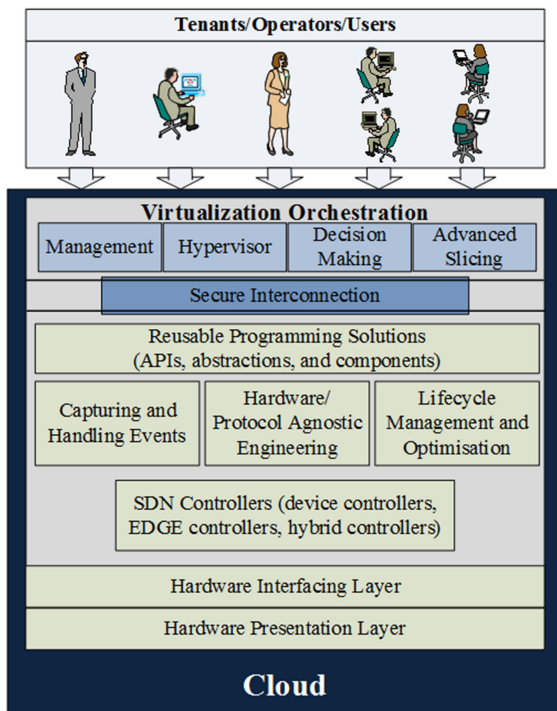 Tenants/Operators/Users
Virtualization Orchestration
Management
Hypervisor
Decision
Making
Advanced
Slicing
Secure Interconnection
Reusable Programming Solutions
(APIs, abstractions, and components)
Capturing and
Handling Events
Hardware/
Protocol Agnostic
Engineering
Lifecycle
Management and
Optimisation
SDN Controllers (device controllers,
EDGE controllers, hybrid controllers)
Hardware Interfacing Layer
Hardware Presentation Layer
Cloud